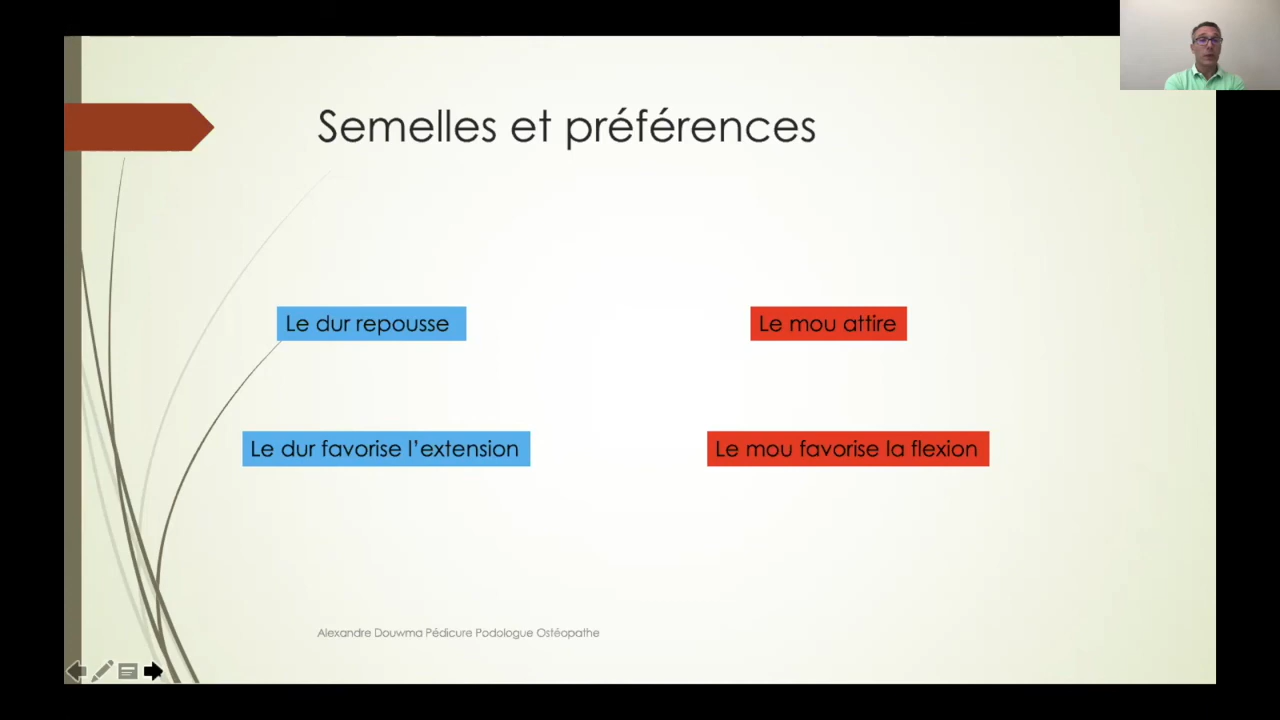 Semelles et préférences
Le dur repousse
Le mou attire
Le dur favorise l’extension
Le mou favorise la flexion
Alexandre Douwma Pédicure Podologue Ostéopathe